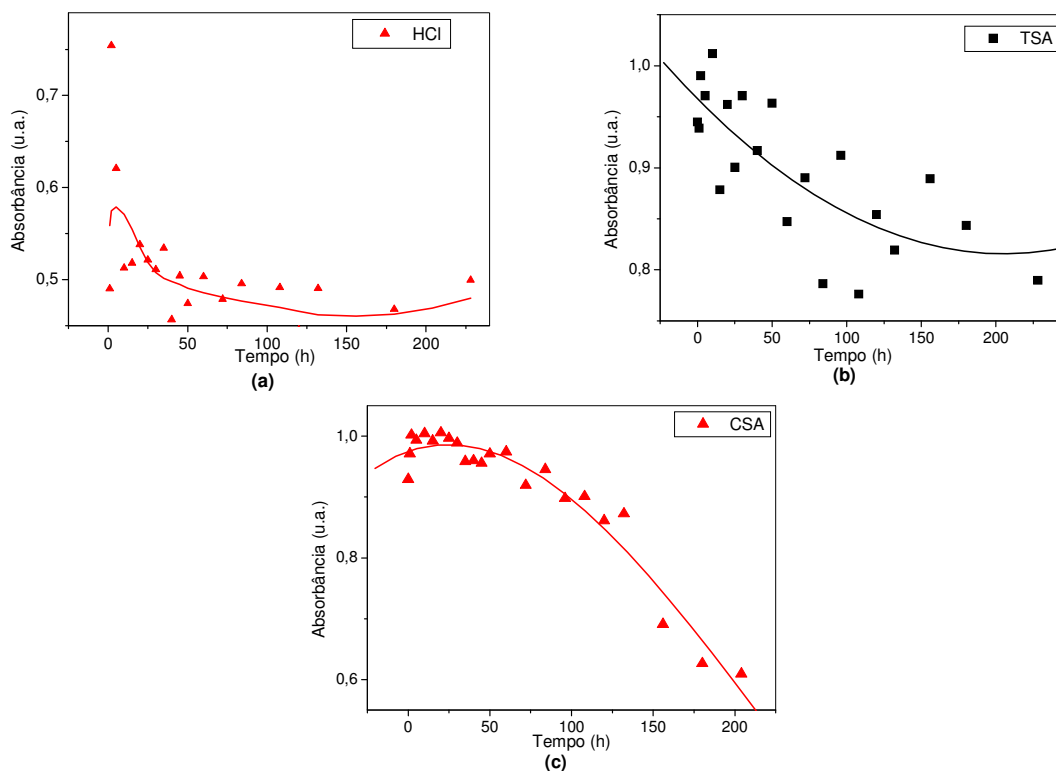 HCl
0,7
0,6
0,5
Absorbância (u.a.)
0 50 100 150 200
Tempo (h)
(a)
TSA
1,0
0,9
0,8
Absorbância (u.a.)
0 50 100 150 200
Tempo (h)
(b)
CSA
1,0
0,8
0,6
Absorbância (u.a.)
0 50 100 150 200
Tempo (h)
(c)